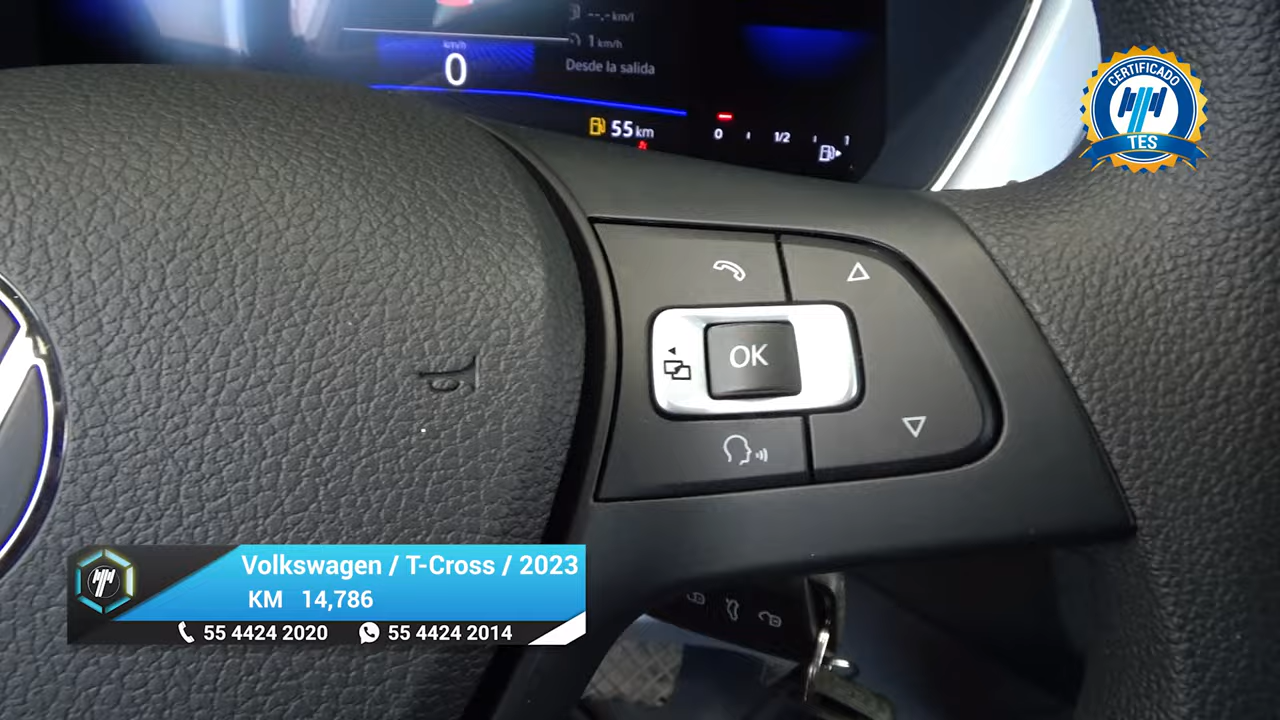 --,- km/l
1 km/h
Desde la salida
km/h
0
55 km
0 1/2 1
CERTIFICADO
TES
OK
Volkswagen / T-Cross / 2023
KM 14,786
55 4424 2020 55 4424 2014